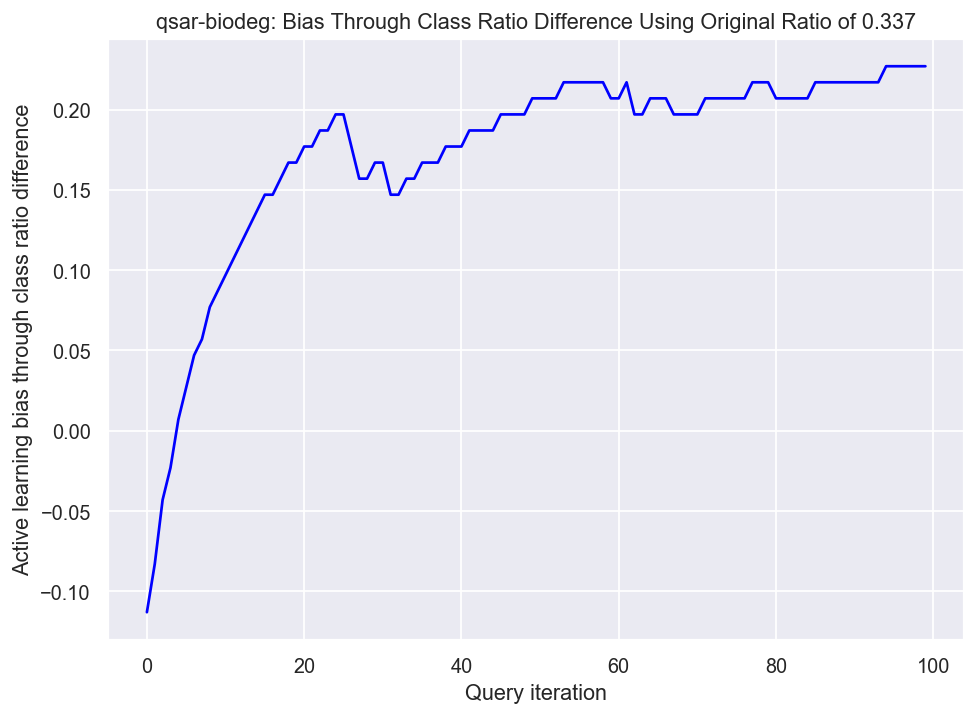 qsar-biodeg: Bias Through Class Ratio Difference Using Original Ratio of 0.337
Active learning bias through class ratio difference
0.20
0.15
0.10
0.05
0.00
−0.05
−0.10
0 20 40 60 80 100
Query iteration